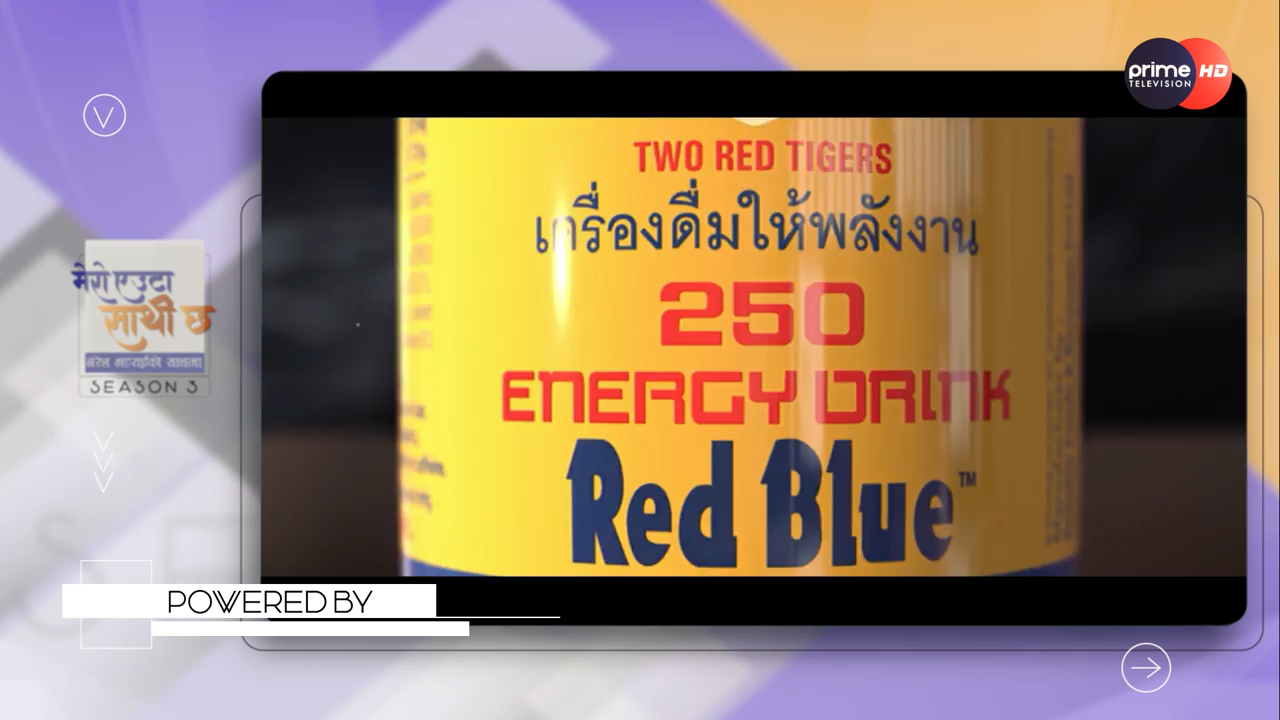 prime HD
TELEVISION
TWO RED TIGERS
เครื่องดื่มให้พลังงาน
250
ENERGY DRINK
Red Blue™
मेरो एउटा
साथी छ
SEASON 3
POWERED BY